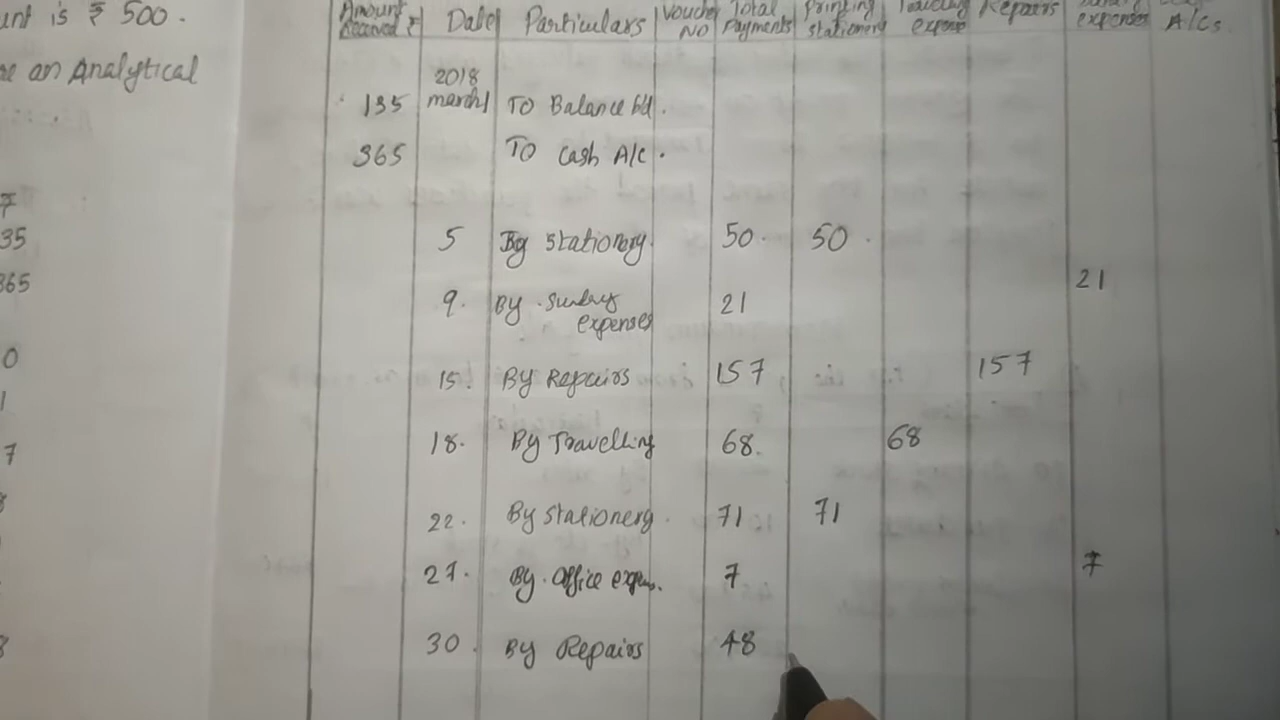 unt is ₹ 500.
an Analytical
7
35
365
0
1
7
Amount Received ₹ Date Particulars Voucher No Total Payments Printing stationery expense Repairs expenses A/Cs
2018
135 march 1 To Balance b/d.
365 To cash A/c.
5 By stationery. 50. 50.
9. By Sundry expenses 21 21
15. By Repairs 157 157
18. By Travelling 68. 68
22. By stationery. 71 71
27. By office expens. 7 7
30. By Repairs 48